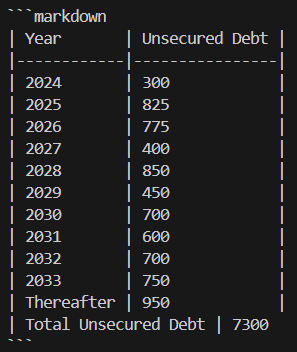 ```markdown
| Year       | Unsecured Debt |
|------------|----------------|
| 2024       | 300            |
| 2025       | 825            |
| 2026       | 775            |
| 2027       | 400            |
| 2028       | 850            |
| 2029       | 450            |
| 2030       | 700            |
| 2031       | 600            |
| 2032       | 700            |
| 2033       | 750            |
| Thereafter | 950            |
| Total Unsecured Debt | 7300 |
```